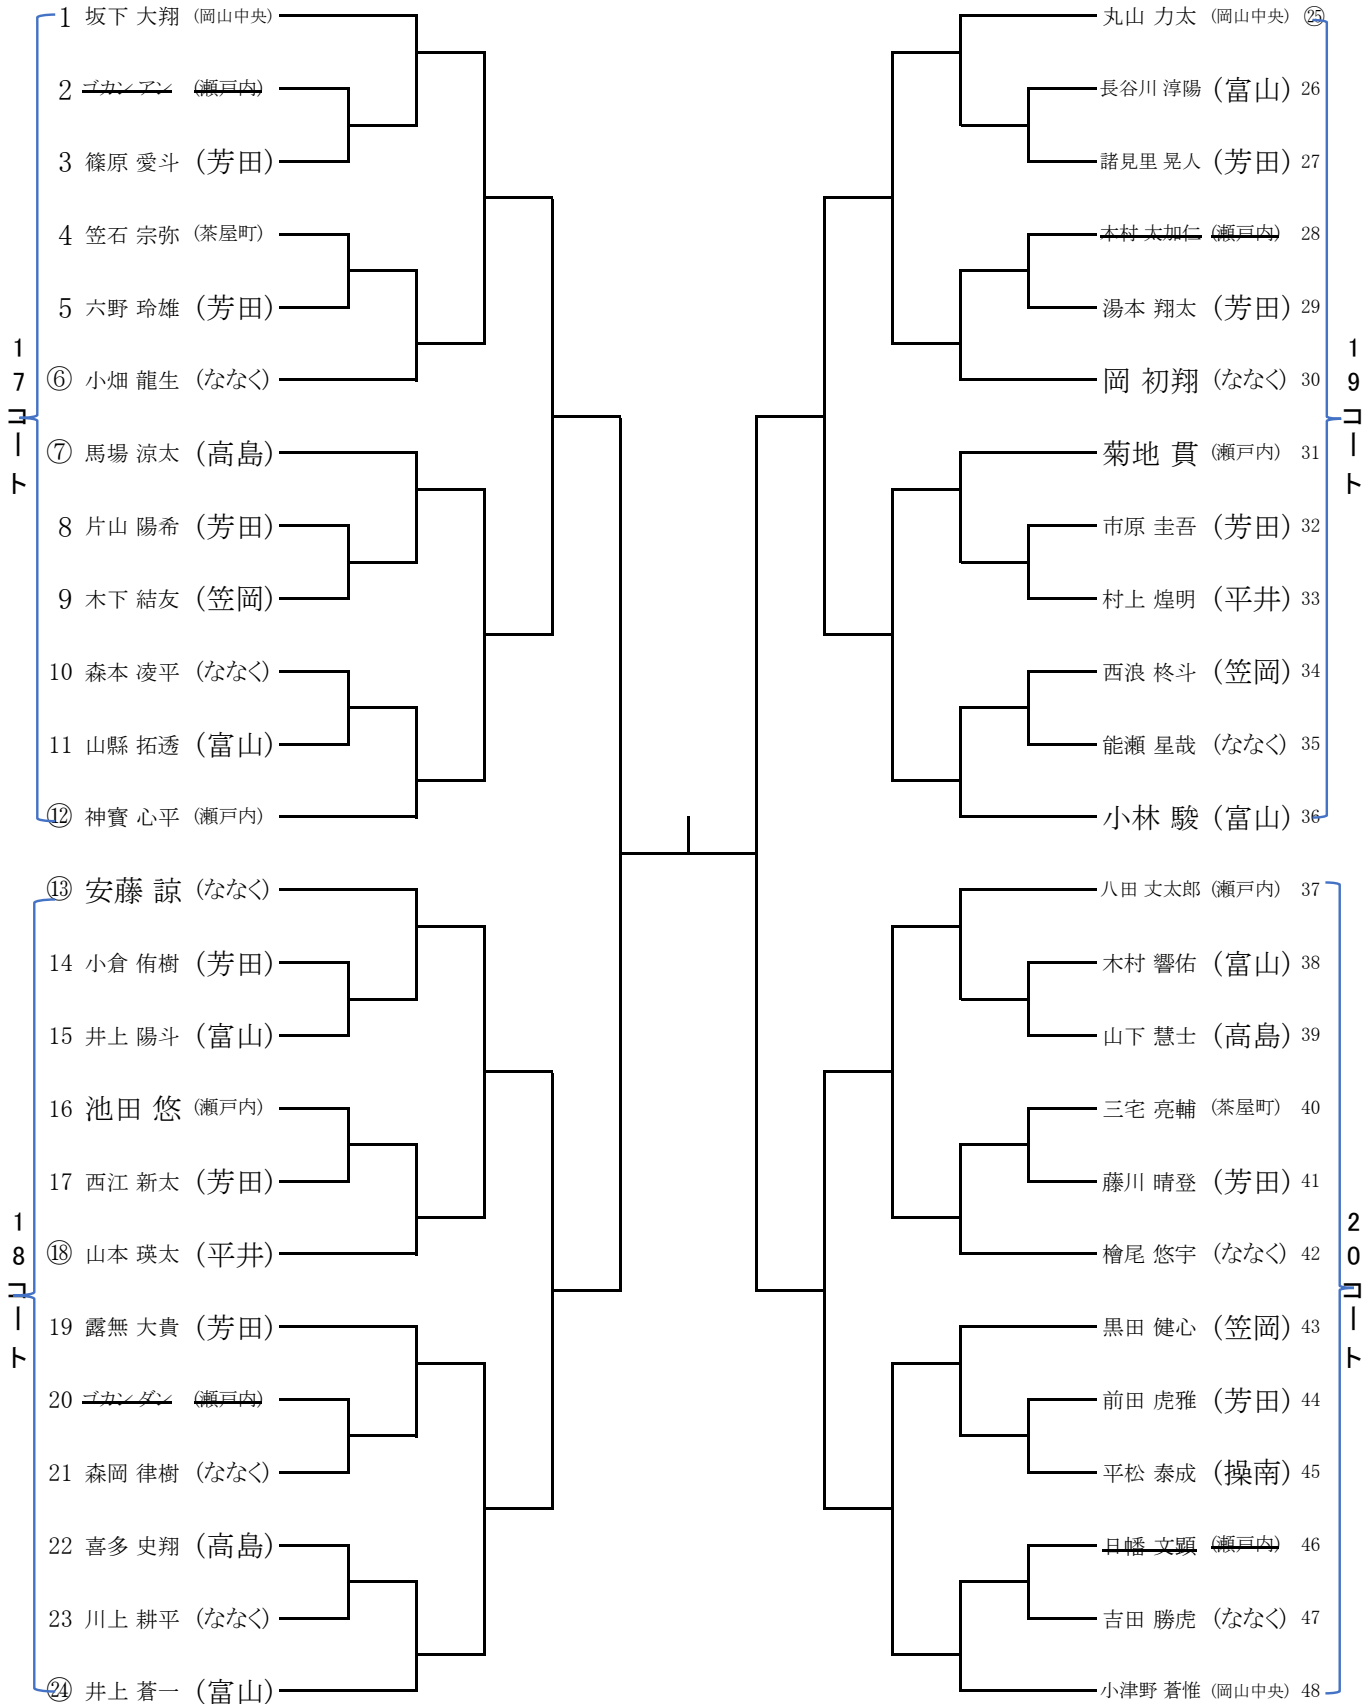 1 坂下 大翔 (岡山中央)
2 ゴカン アン (瀬戸内)
3 篠原 愛斗 (芳田)
4 笠石 宗弥 (茶屋町)
5 六野 玲雄 (芳田)
⑥ 小畑 龍生 (ななく)
⑦ 馬場 涼太 (高島)
8 片山 陽希 (芳田)
9 木下 結友 (笠岡)
10 森本 凌平 (ななく)
11 山縣 拓透 (富山)
⑫ 神寳 心平 (瀬戸内)
17コート
⑬ 安藤 諒 (ななく)
14 小倉 侑樹 (芳田)
15 井上 陽斗 (富山)
16 池田 悠 (瀬戸内)
17 西江 新太 (芳田)
⑱ 山本 瑛太 (平井)
19 露無 大貴 (芳田)
20 ゴカン ダン (瀬戸内)
21 森岡 律樹 (ななく)
22 喜多 史翔 (高島)
23 川上 耕平 (ななく)
㉔ 井上 蒼一 (富山)
18コート
丸山 力太 (岡山中央) ㉕
長谷川 淳陽 (富山) 26
諸見里 晃人 (芳田) 27
木村 太加仁 (瀬戸内) 28
湯本 翔太 (芳田) 29
岡 初翔 (ななく) 30
菊地 貫 (瀬戸内) 31
市原 圭吾 (芳田) 32
村上 煌明 (平井) 33
西浪 柊斗 (笠岡) 34
能瀬 星哉 (ななく) 35
小林 駿 (富山) 36
19コート
八田 丈太郎 (瀬戸内) 37
木村 響佑 (富山) 38
山下 慧士 (高島) 39
三宅 亮輔 (茶屋町) 40
藤川 晴登 (芳田) 41
檜尾 悠宇 (ななく) 42
黒田 健心 (笠岡) 43
前田 虎雅 (芳田) 44
平松 泰成 (操南) 45
日幡 文顕 (瀬戸内) 46
吉田 勝虎 (ななく) 47
小津野 蒼惟 (岡山中央) 48
20コート